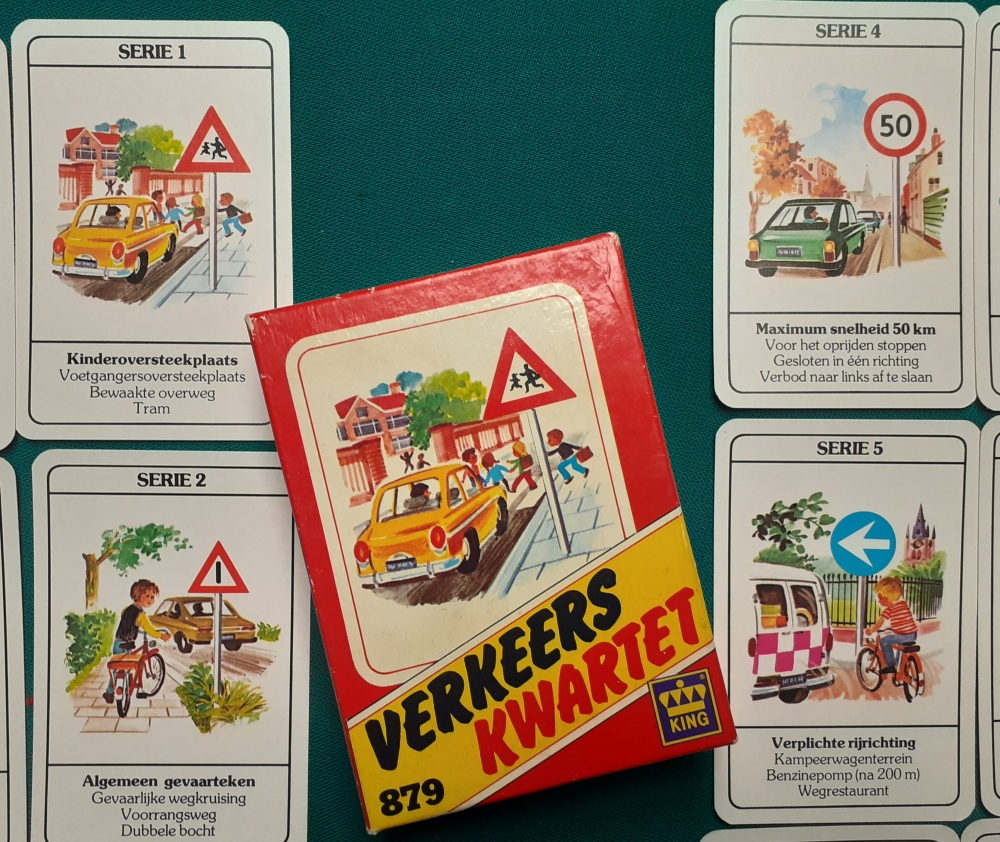 SERIE 1
Kinderoversteekplaats
Voetgangersoversteekplaats
Bewaakte overweg
Tram
SERIE 2
Algemeen gevaarteken
Gevaarlijke wegkruising
Voorrangsweg
Dubbele bocht
VERKEERS
KWARTET
879
KING
SERIE 4
50
Maximum snelheid 50 km
Voor het oprijden stoppen
Gesloten in één richting
Verbod naar links af te slaan
SERIE 5
Verplichte rijrichting
Kampeerwagenterrein
Benzinepomp (na 200 m)
Wegrestaurant